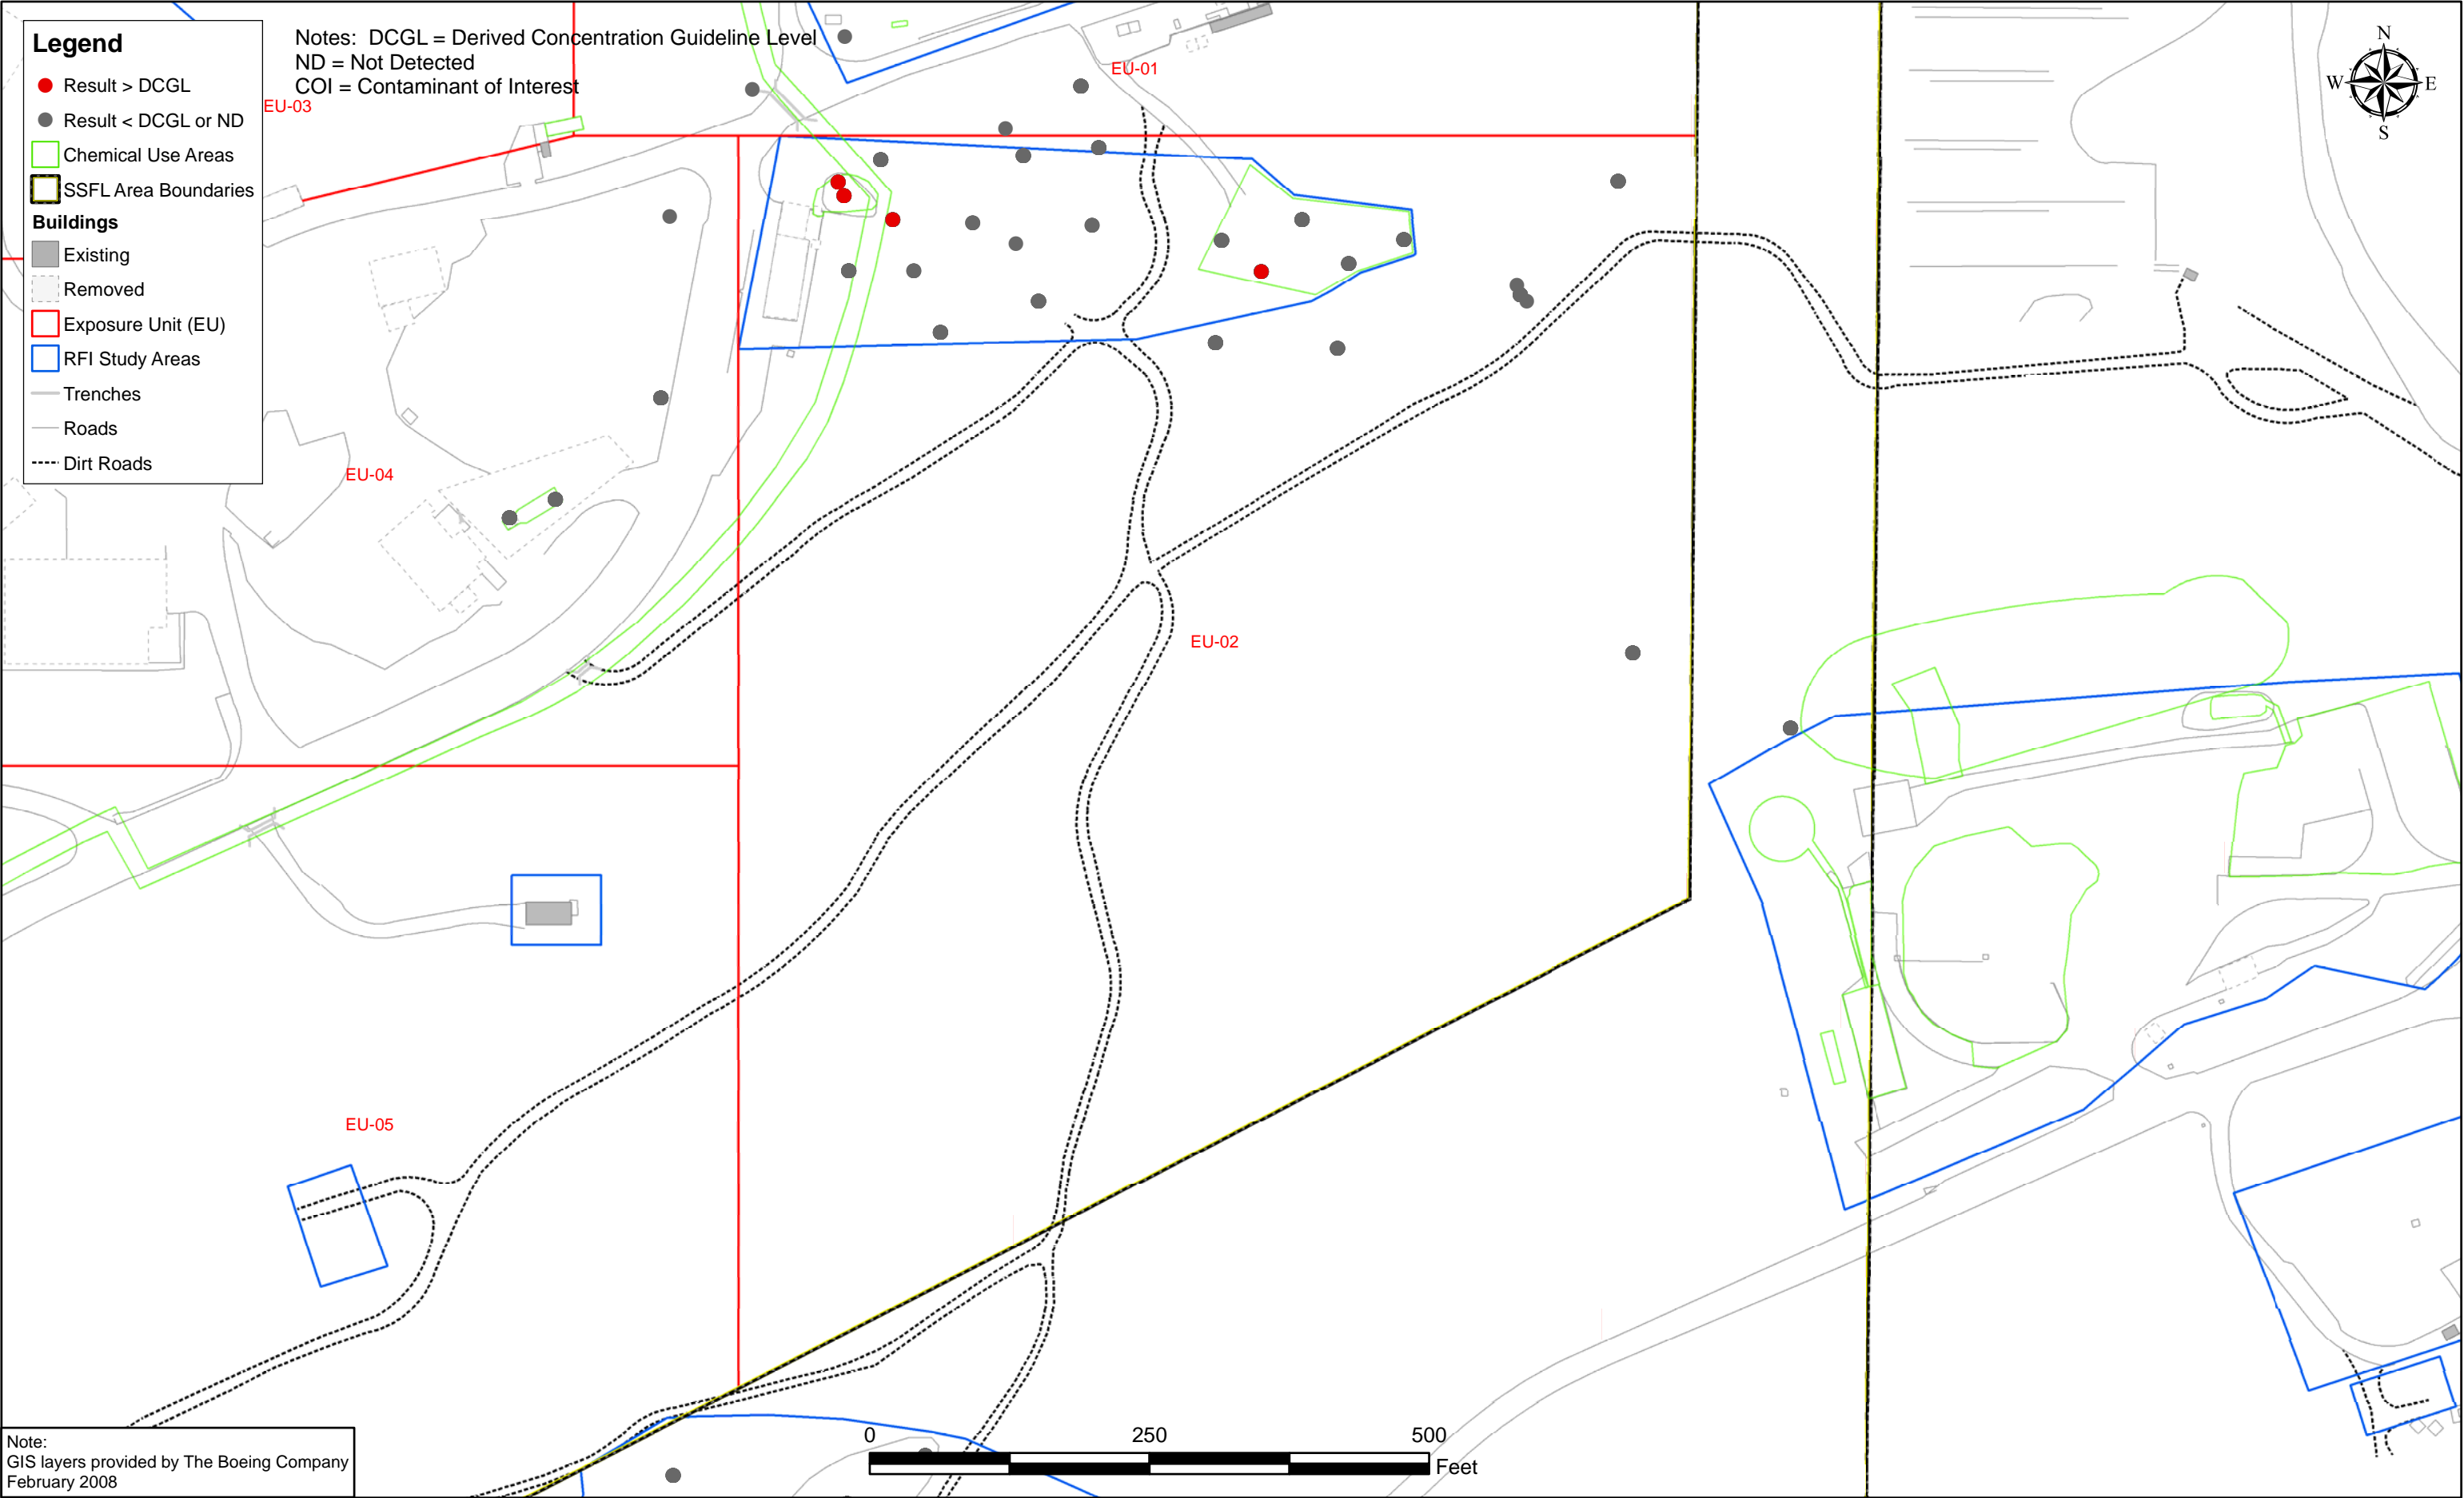 Legend
Result > DCGL
Result < DCGL or ND
Chemical Use Areas
SSFL Area Boundaries
Buildings
Existing
Removed
Exposure Unit (EU)
RFI Study Areas
Trenches
Roads
Dirt Roads
Notes: DCGL = Derived Concentration Guideline Level
ND = Not Detected
COI = Contaminant of Interest
EU-01
EU-03
N
W
E
S
EU-04
EU-02
EU-05
0
250
500
Feet
Note:
GIS layers provided by The Boeing Company
February 2008